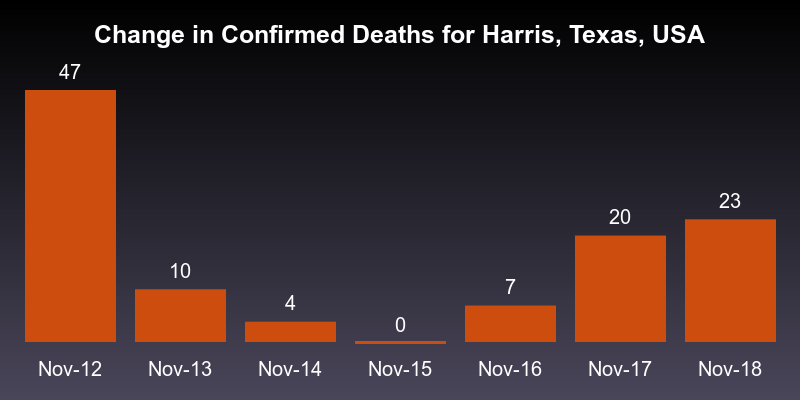 Change in Confirmed Deaths for Harris, Texas, USA
47
10
4
0
7
20
23
Nov-12
Nov-13
Nov-14
Nov-15
Nov-16
Nov-17
Nov-18